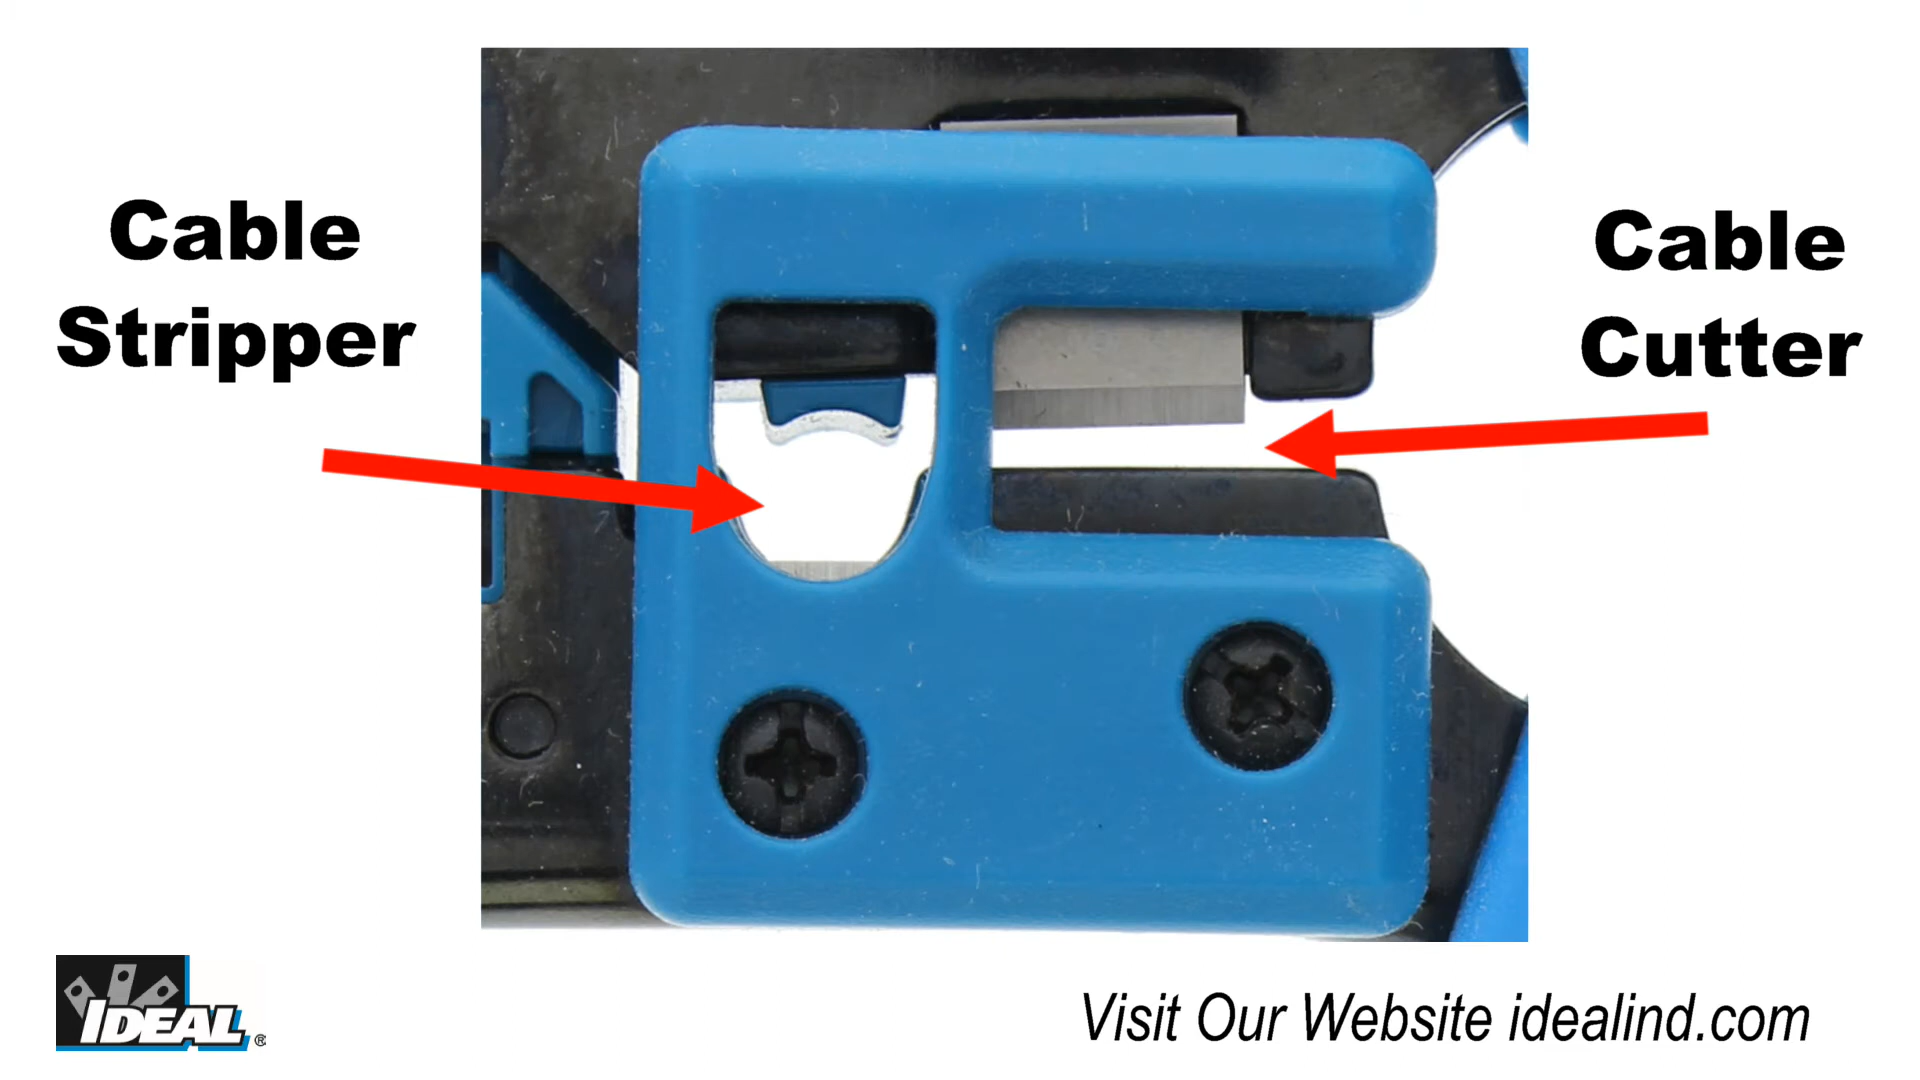 Cable
Stripper
Cable
Cutter
IDEAL®
Visit Our Website idealind.com